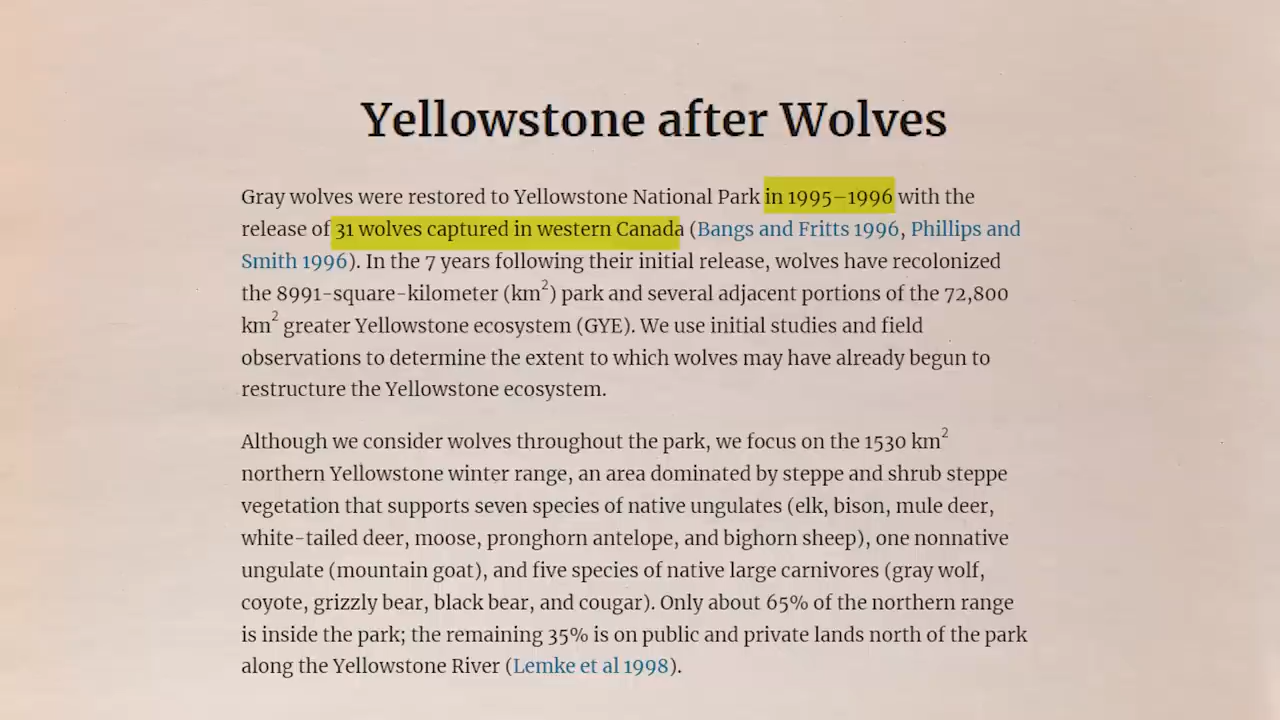 Yellowstone after Wolves
Gray wolves were restored to Yellowstone National Park in 1995–1996 with the
release of 31 wolves captured in western Canada (Bangs and Fritts 1996, Phillips and
Smith 1996). In the 7 years following their initial release, wolves have recolonized
the 8991-square-kilometer (km²) park and several adjacent portions of the 72,800
km² greater Yellowstone ecosystem (GYE). We use initial studies and field
observations to determine the extent to which wolves may have already begun to
restructure the Yellowstone ecosystem.
Although we consider wolves throughout the park, we focus on the 1530 km²
northern Yellowstone winter range, an area dominated by steppe and shrub steppe
vegetation that supports seven species of native ungulates (elk, bison, mule deer,
white-tailed deer, moose, pronghorn antelope, and bighorn sheep), one nonnative
ungulate (mountain goat), and five species of native large carnivores (gray wolf,
coyote, grizzly bear, black bear, and cougar). Only about 65% of the northern range
is inside the park; the remaining 35% is on public and private lands north of the park
along the Yellowstone River (Lemke et al 1998).